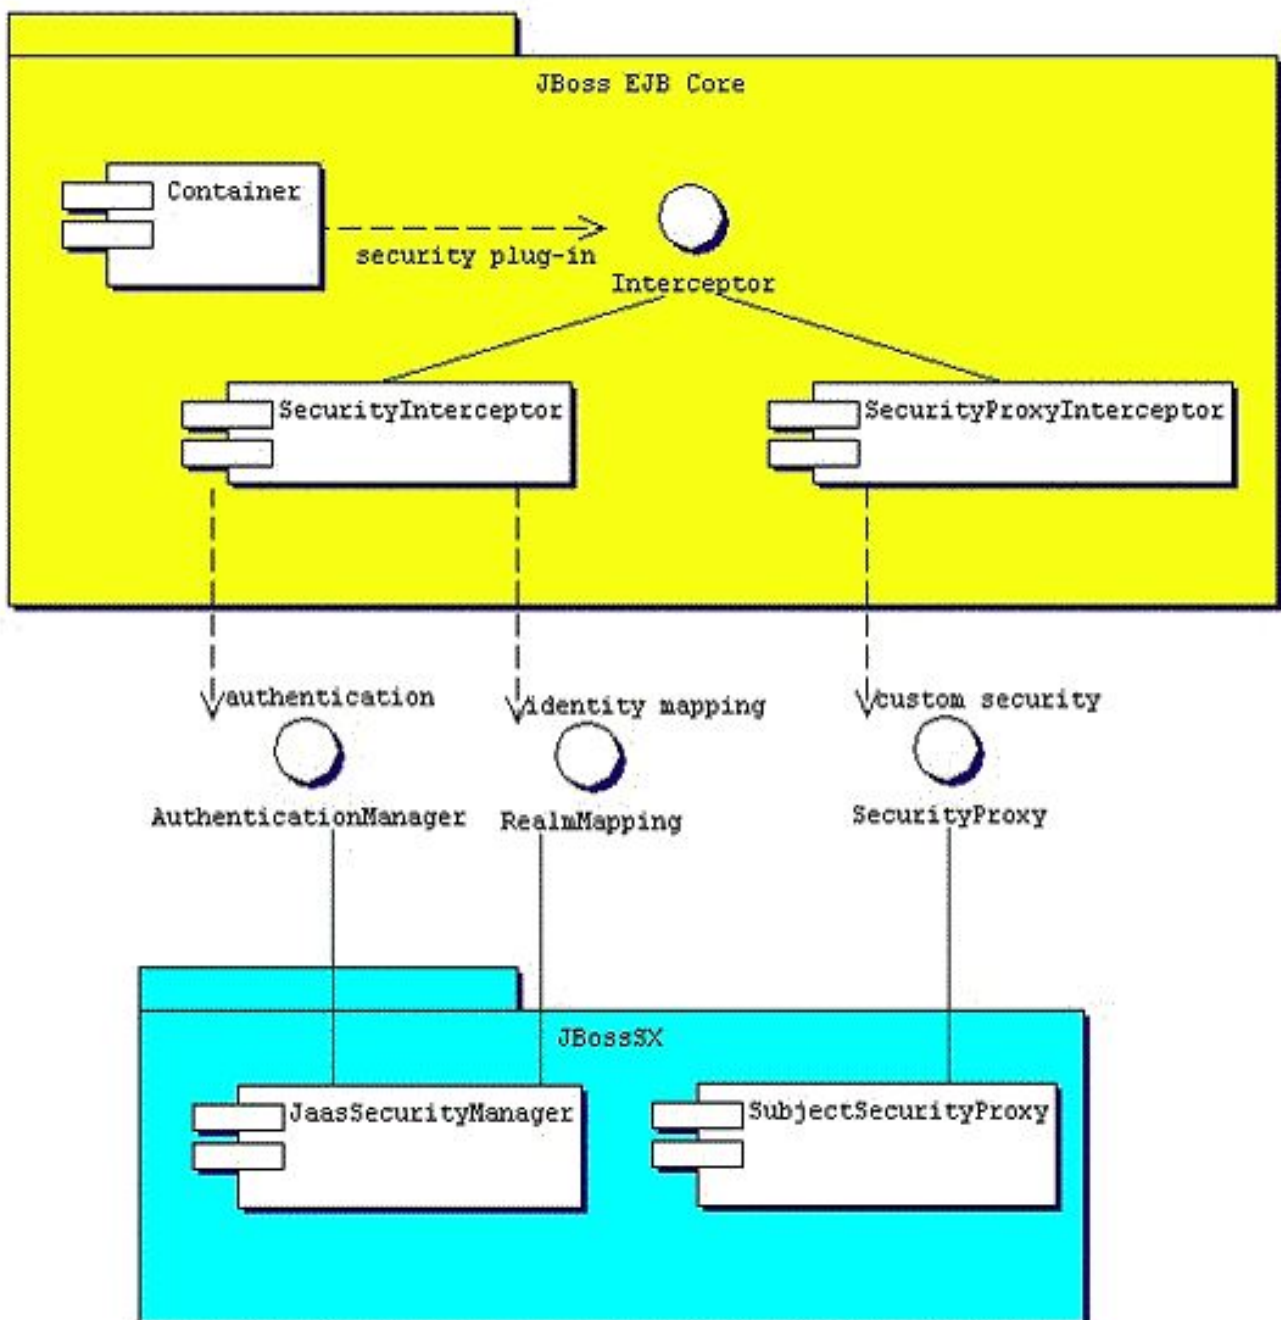 JBoss EJB Core
Container
security plug-in
Interceptor
SecurityInterceptor
SecurityProxyInterceptor
authentication
identity mapping
custom security
AuthenticationManager
RealmMapping
SecurityProxy
JBossSX
JaasSecurityManager
SubjectSecurityProxy